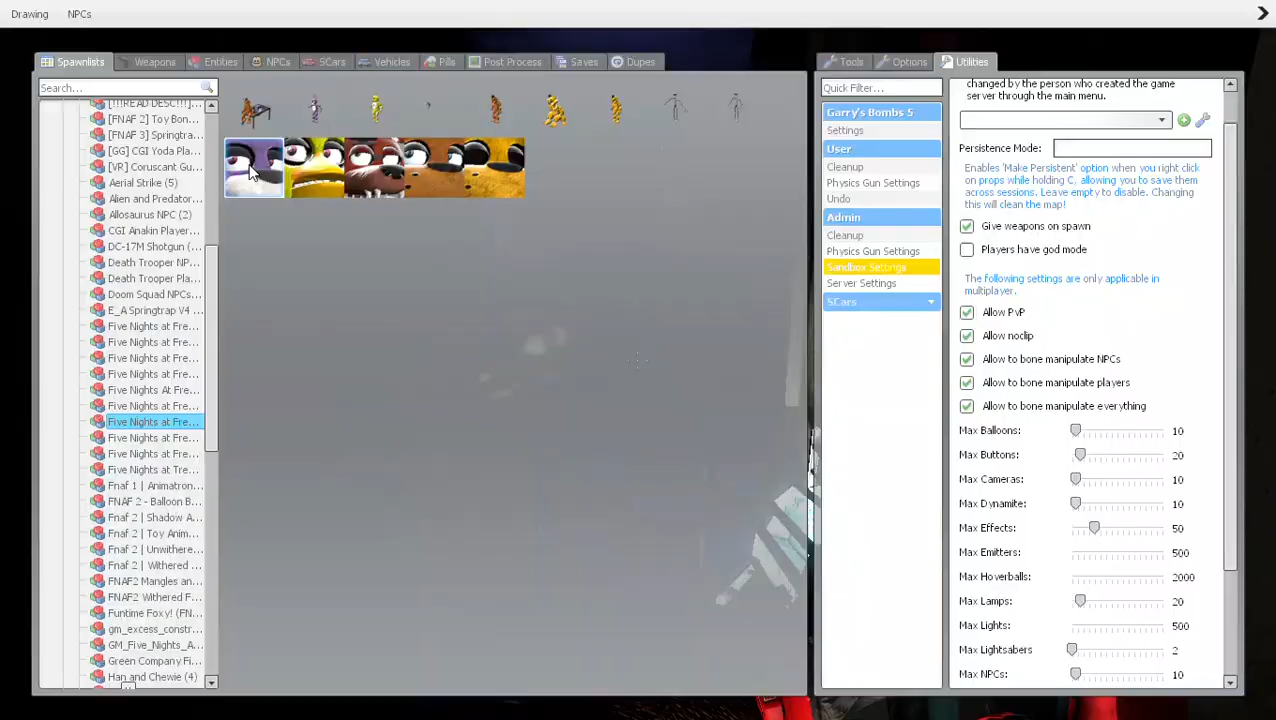 Drawing NPCs
Spawnlists Weapons Entities NPCs SCars Vehicles Pills Post Process Saves Dupes
Search...
[!!!READ DESC!!!]...
[FNAF 2] Toy Bon...
[FNAF 3] Springtra...
[GG] CGI Yoda Pla...
[VR] Coruscant Gu...
Aerial Strike (5)
Alien and Predator...
Allosaurus NPC (2)
CGI Anakin Player...
DC-17M Shotgun (...
Death Trooper NP...
Death Trooper Pla...
Doom Squad NPCs...
E_A Springtrap V4 ...
Five Nights at Fre...
Five Nights at Fre...
Five Nights at Fre...
Five Nights at Fre...
Five Nights At Fre...
Five Nights at Fre...
Five Nights at Fre...
Five Nights at Fre...
Five Nights at Fre...
Five Nights at Tre...
Fnaf 1 | Animatron...
FNAF 2 - Balloon B...
Fnaf 2 | Shadow A...
Fnaf 2 | Toy Anim...
Fnaf 2 | Unwithere...
Fnaf 2 | Withered ...
FNAF2 Mangles an...
FNAF2 Withered F...
Funtime Foxy! (FN...
gm_excess_constr...
GM_Five_Nights_A...
Green Company Fi...
Han and Chewie (4)
Tools Options Utilities
Quick Filter...
Garry's Bombs 5
Settings
User
Cleanup
Physics Gun Settings
Undo
Admin
Cleanup
Physics Gun Settings
Sandbox Settings
Server Settings
SCars
changed by the person who created the game
server through the main menu.
Persistence Mode:
Enables 'Make Persistent' option when you right click
on props while holding C, allowing you to save them
across sessions. Leave empty to disable. Changing
this will clean the map!
Give weapons on spawn
Players have god mode
The following settings are only applicable in
multiplayer.
Allow PvP
Allow noclip
Allow to bone manipulate NPCs
Allow to bone manipulate players
Allow to bone manipulate everything
Max Balloons: 10
Max Buttons: 20
Max Cameras: 10
Max Dynamite: 10
Max Effects: 50
Max Emitters: 500
Max Hoverballs: 2000
Max Lamps: 20
Max Lights: 500
Max Lightsabers 2
Max NPCs: 10